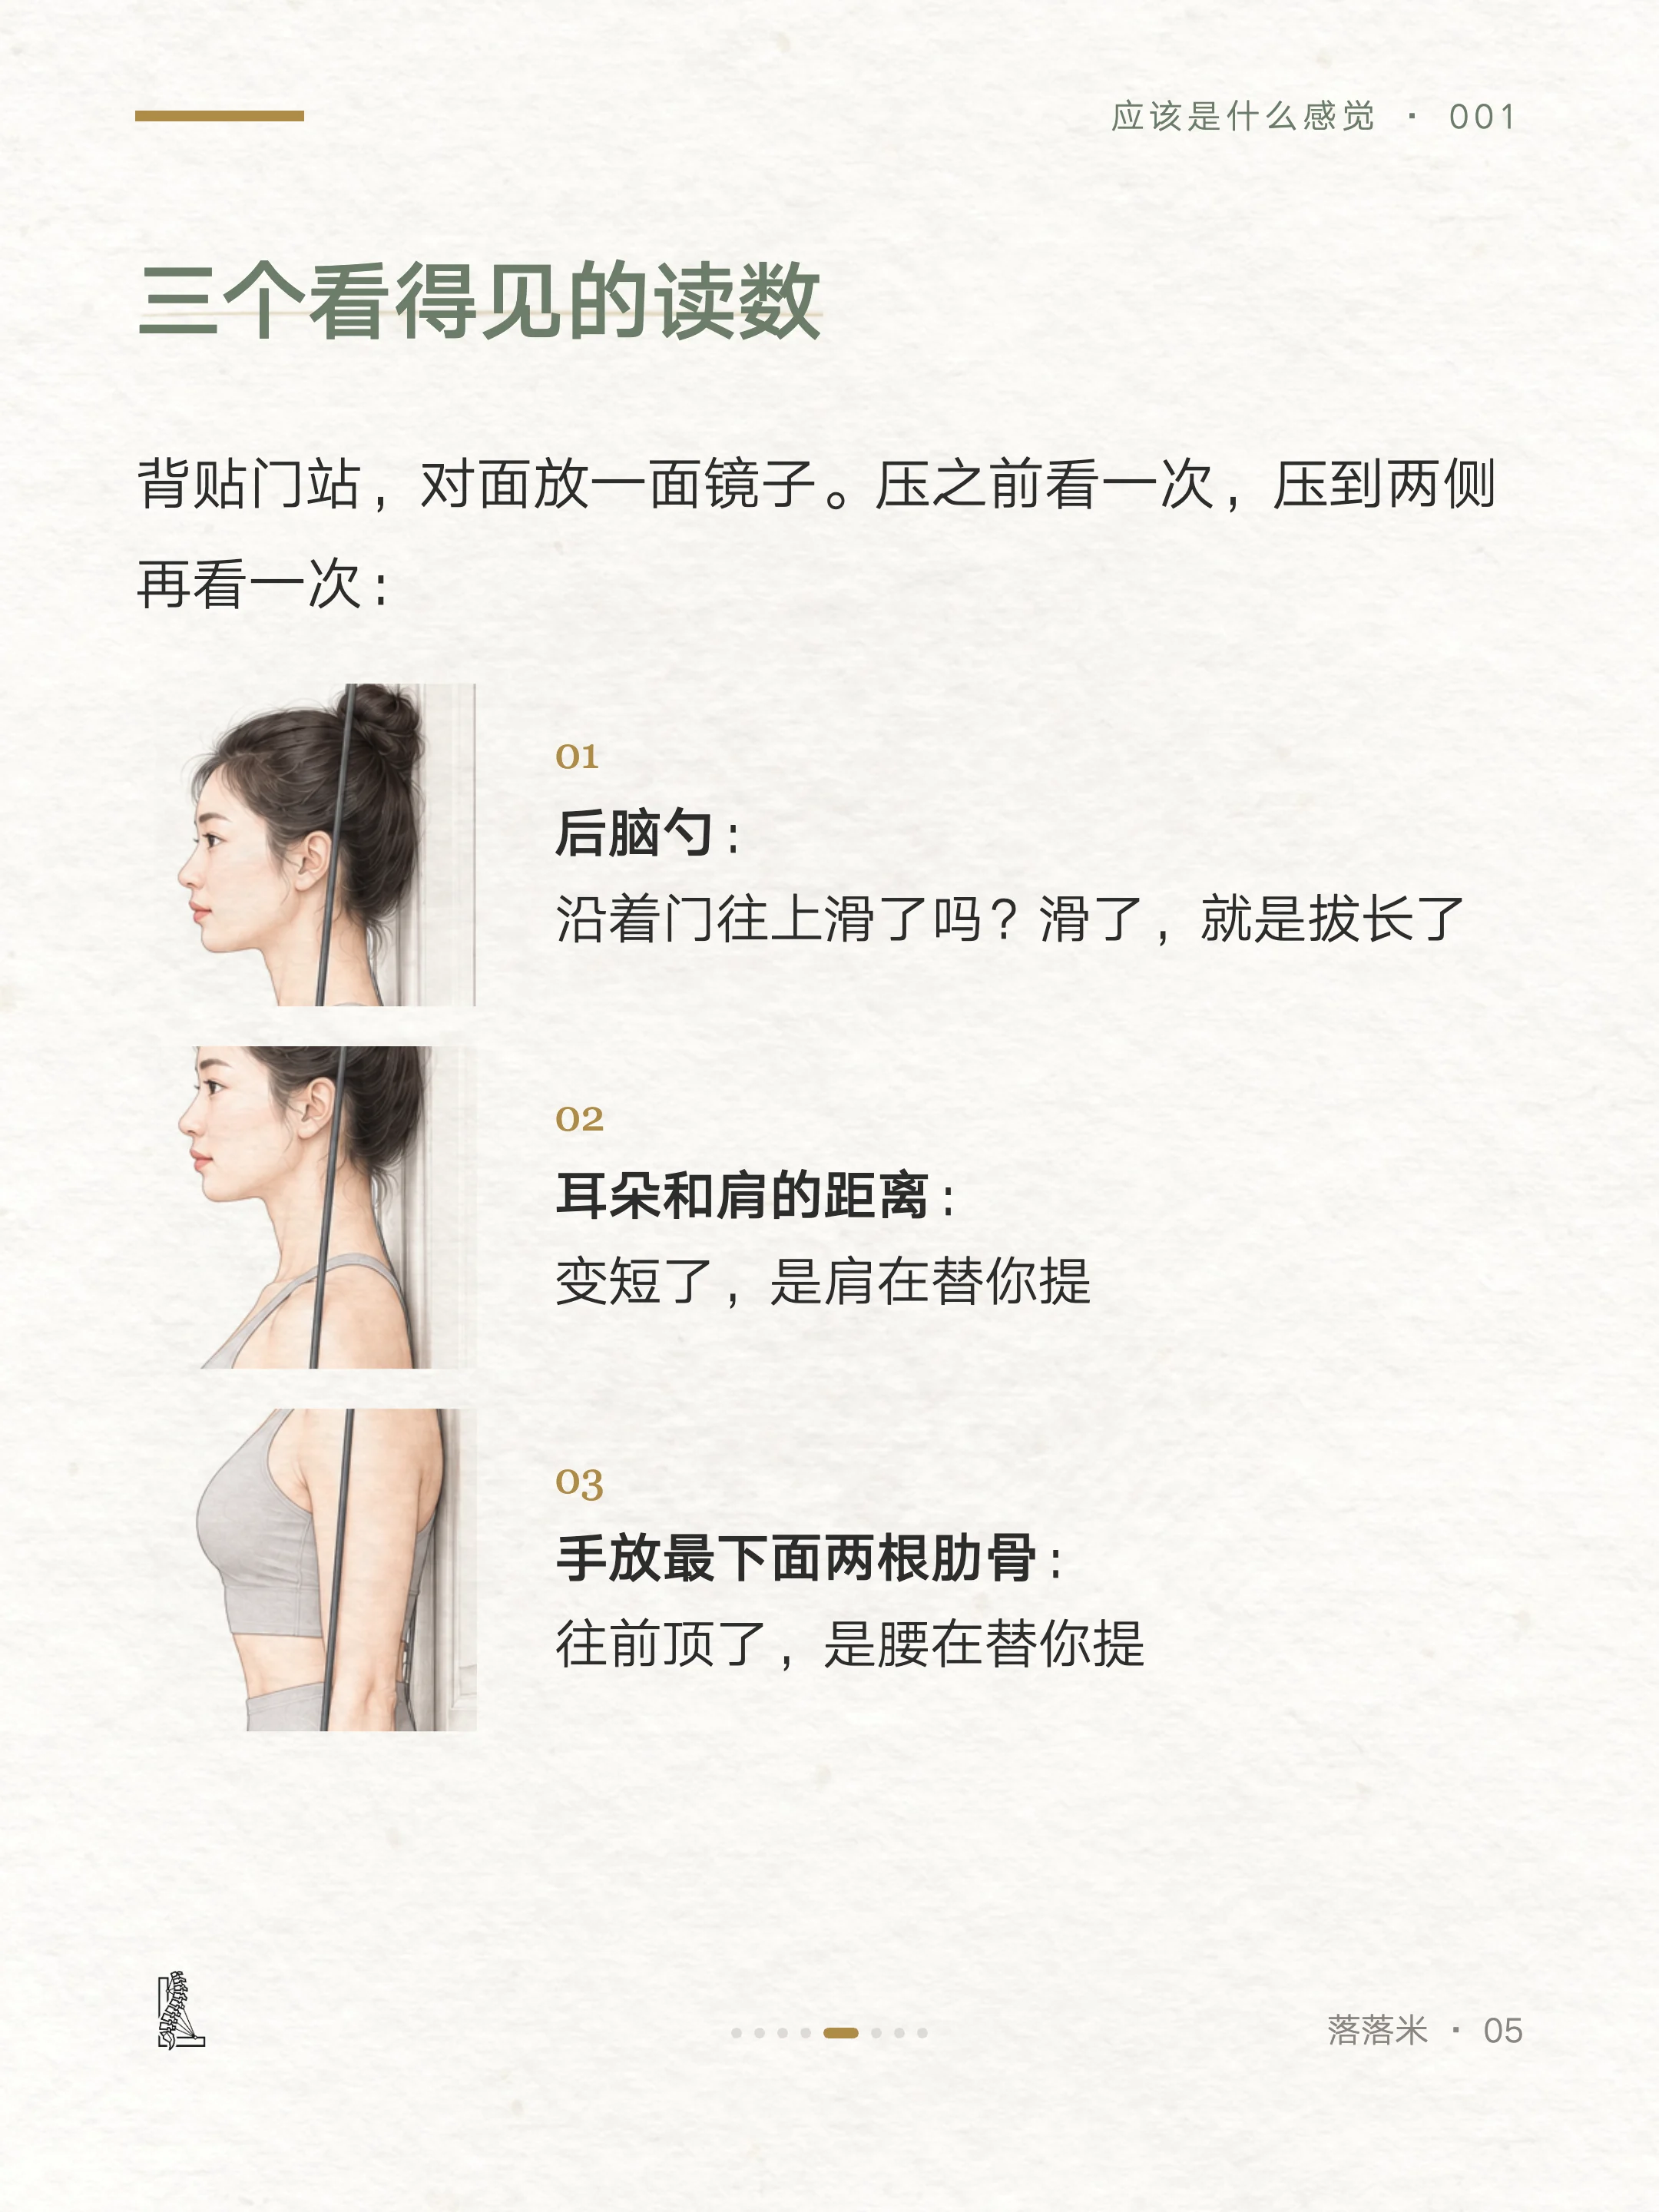 应该是什么感觉 · 001
三个看得见的读数
背贴门站，对面放一面镜子。压之前看一次，压到两侧
再看一次：
01
后脑勺：
沿着门往上滑了吗？滑了，就是拔长了
02
耳朵和肩的距离：
变短了，是肩在替你提
03
手放最下面两根肋骨：
往前顶了，是腰在替你提
落落米 · 05